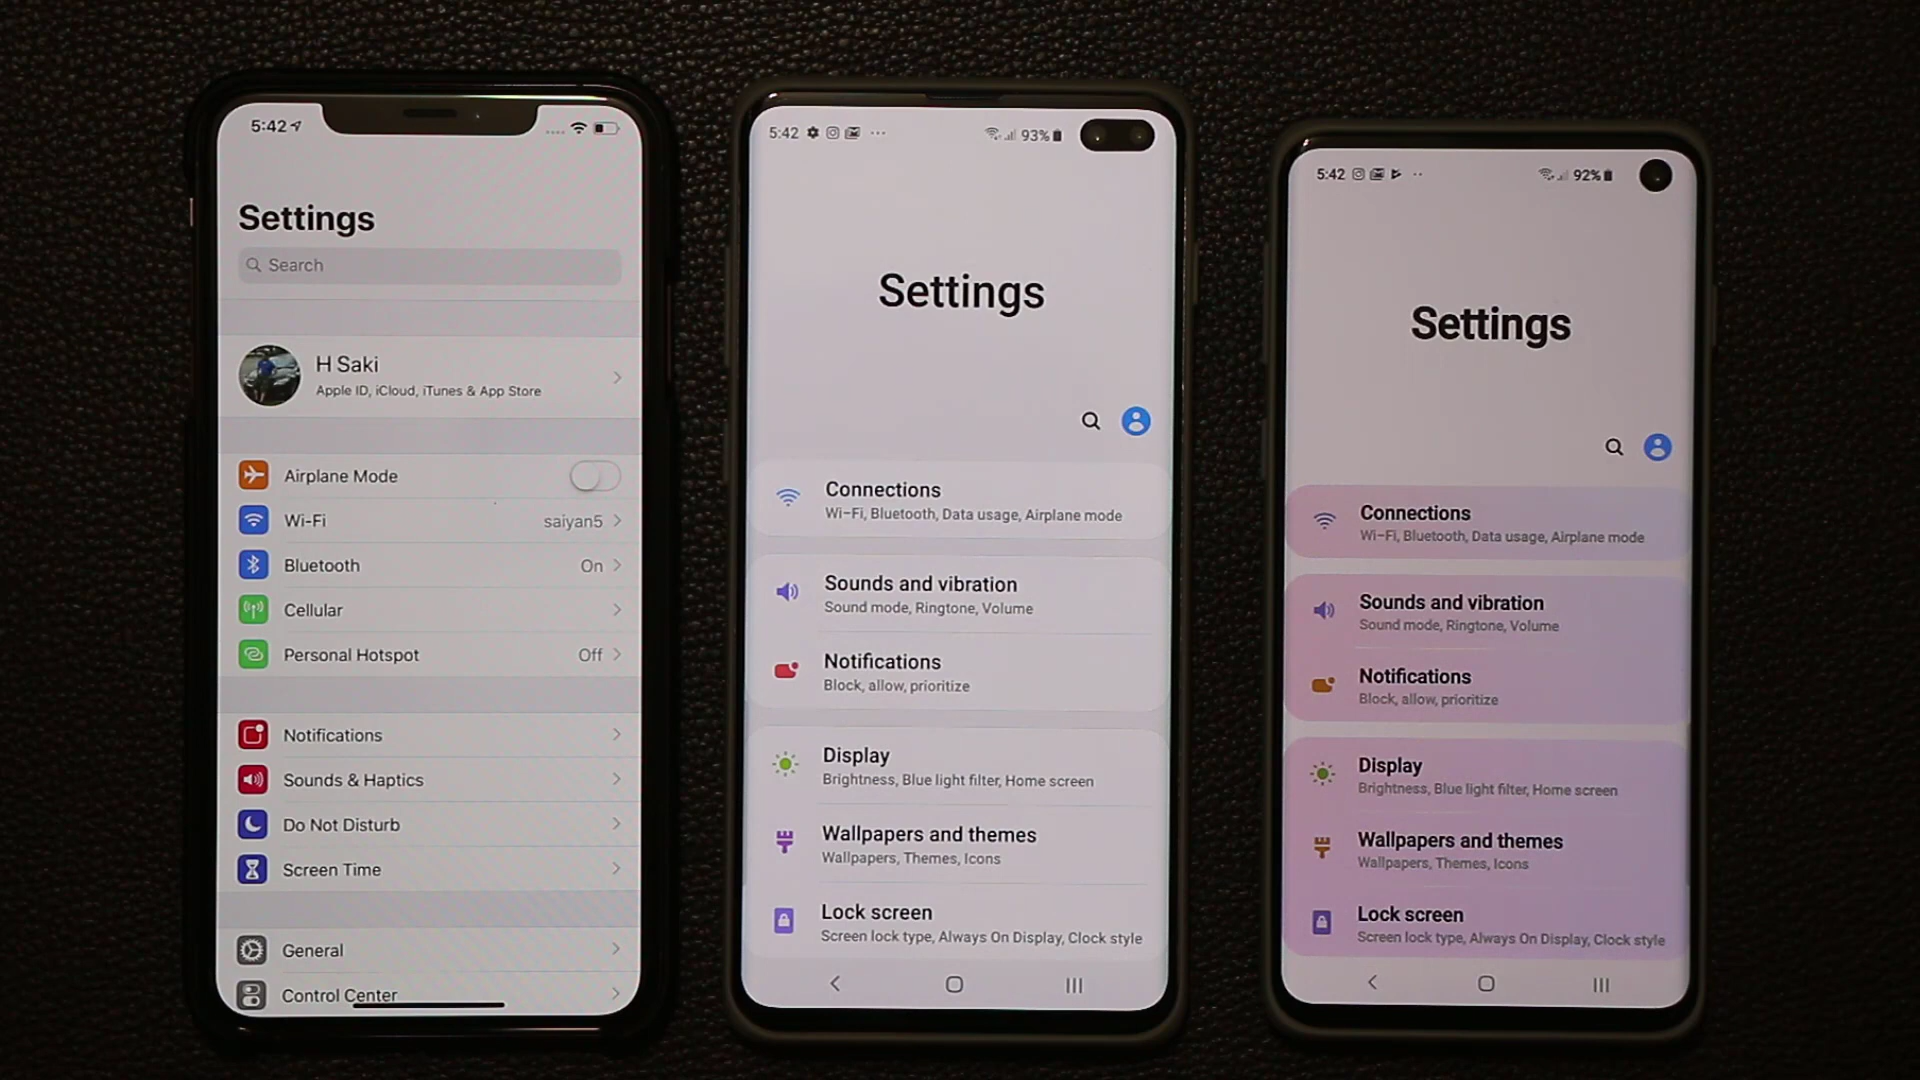 5:42
Settings
Search
H Saki
Apple ID, iCloud, iTunes & App Store
Airplane Mode
Wi-Fi saiyan5
Bluetooth On
Cellular
Personal Hotspot Off
Notifications
Sounds & Haptics
Do Not Disturb
Screen Time
General
Control Center
5:42 93%
Settings
Connections
Wi-Fi, Bluetooth, Data usage, Airplane mode
Sounds and vibration
Sound mode, Ringtone, Volume
Notifications
Block, allow, prioritize
Display
Brightness, Blue light filter, Home screen
Wallpapers and themes
Wallpapers, Themes, Icons
Lock screen
Screen lock type, Always On Display, Clock style
5:42 92%
Settings
Connections
Wi-Fi, Bluetooth, Data usage, Airplane mode
Sounds and vibration
Sound mode, Ringtone, Volume
Notifications
Block, allow, prioritize
Display
Brightness, Blue light filter, Home screen
Wallpapers and themes
Wallpapers, Themes, Icons
Lock screen
Screen lock type, Always On Display, Clock style